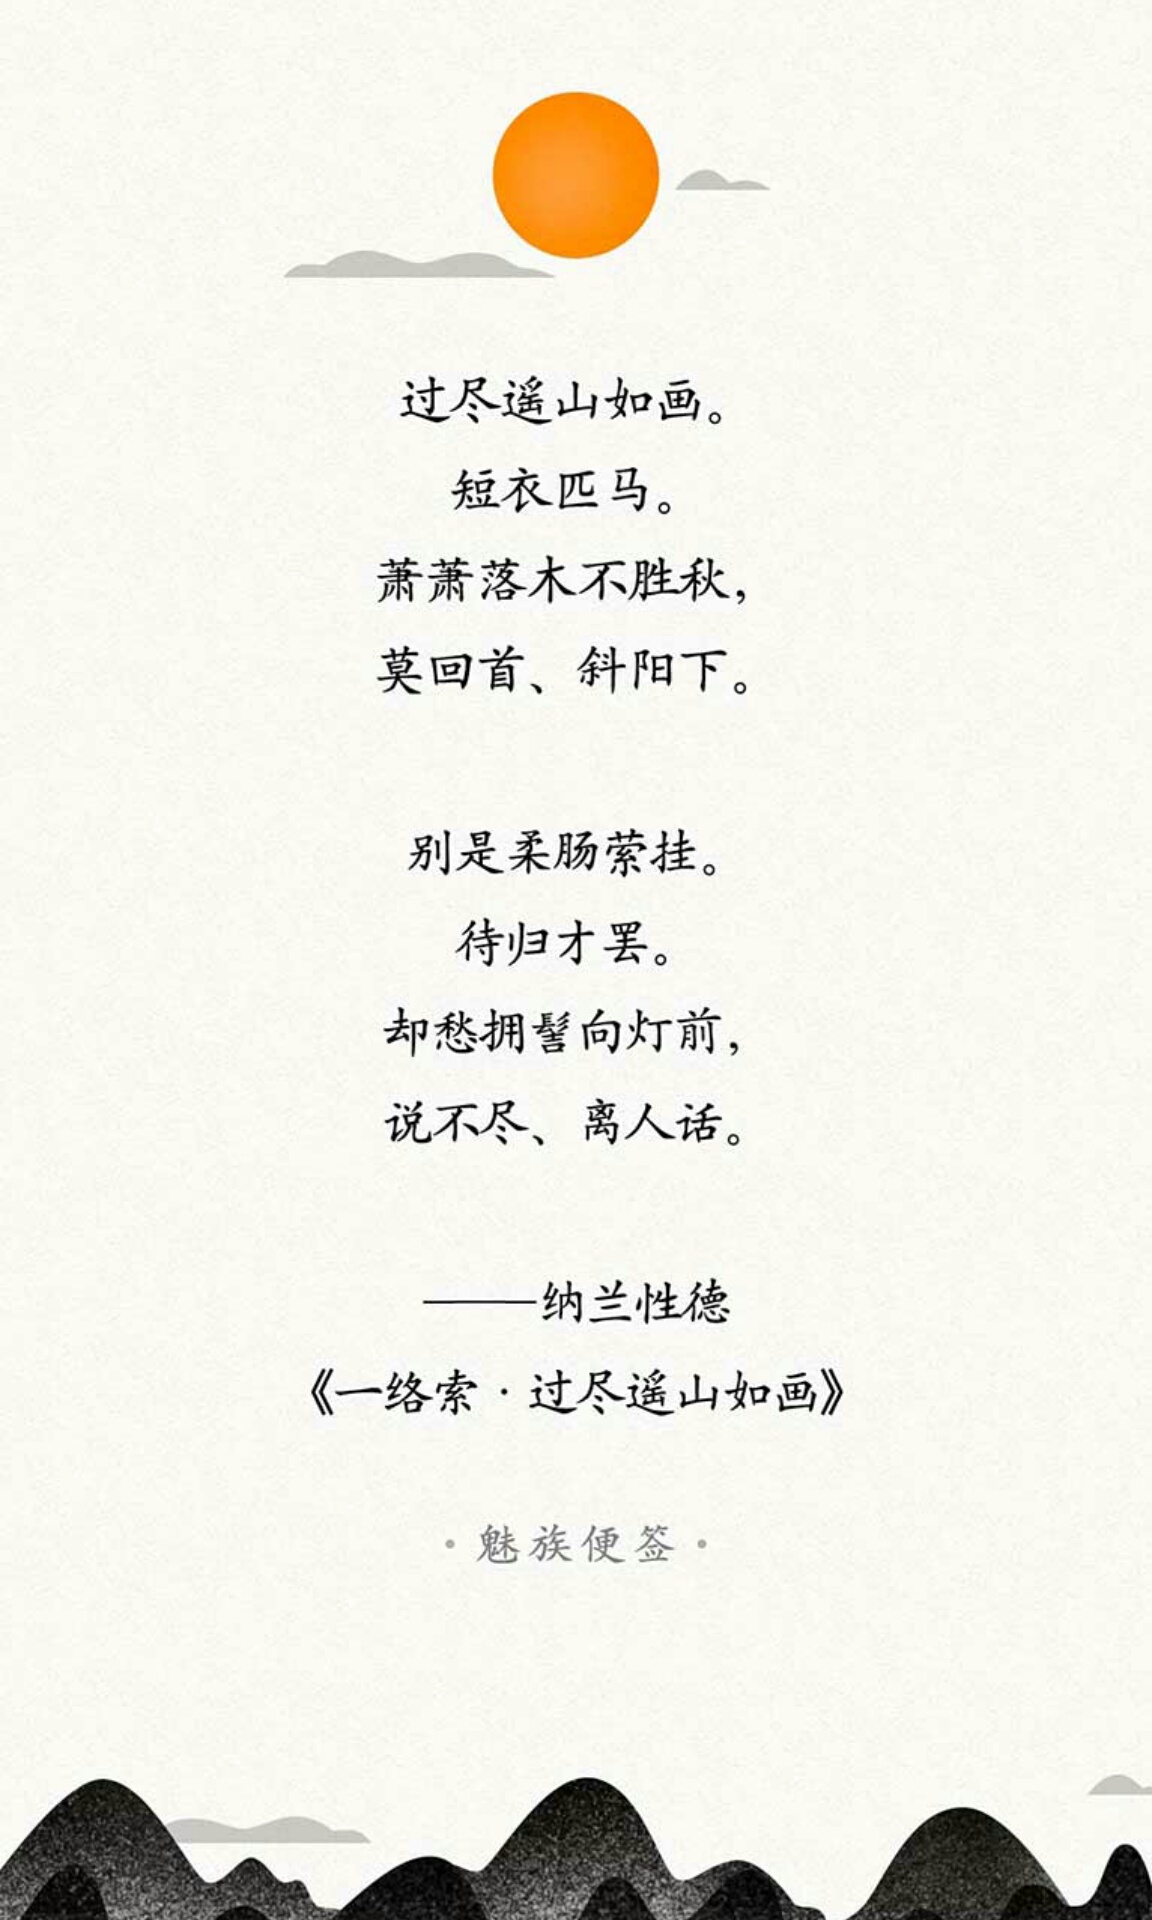 过尽遥山如画。
短衣匹马。
萧萧落木不胜秋，
莫回首、斜阳下。
别是柔肠萦挂。
待归才罢。
却愁拥髻向灯前，
说不尽、离人话。
——纳兰性德
《一络索·过尽遥山如画》
·魅族便签·